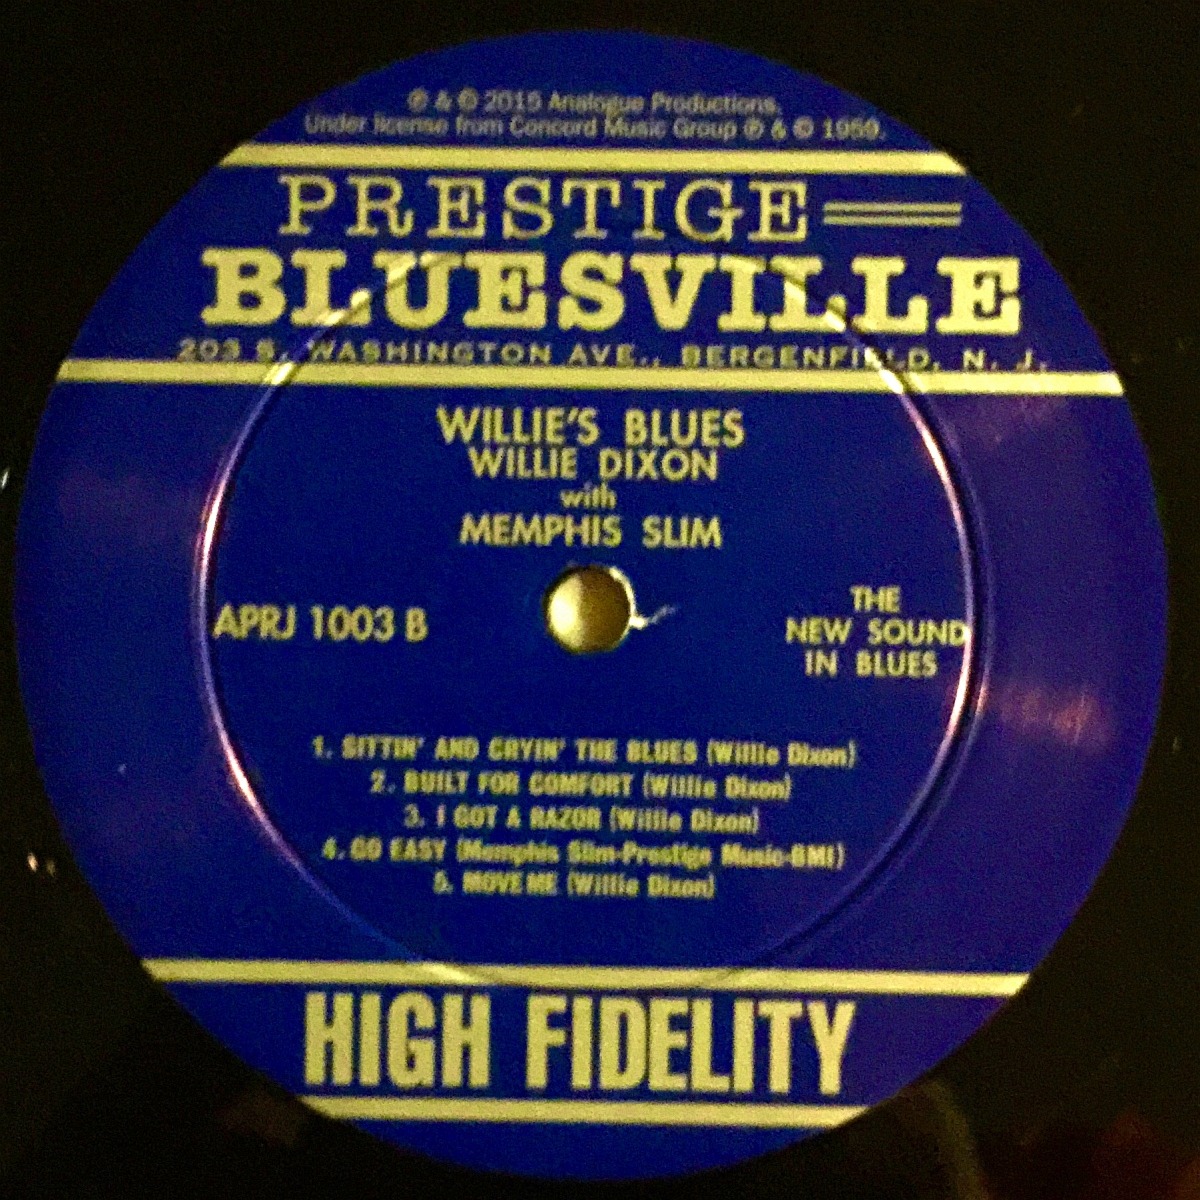 ℗ & © 2015 Analogue Productions.
Under license from Concord Music Group ℗ & © 1959.
PRESTIGE
BLUESVILLE
203 S. WASHINGTON AVE., BERGENFIELD, N. J.
WILLIE'S BLUES
WILLIE DIXON
with
MEMPHIS SLIM
APRJ 1003 B
THE
NEW SOUND
IN BLUES
1. SITTIN' AND CRYIN' THE BLUES (Willie Dixon)
2. BUILT FOR COMFORT (Willie Dixon)
3. I GOT A RAZOR (Willie Dixon)
4. GO EASY (Memphis Slim-Prestige Music-BMI)
5. MOVE ME (Willie Dixon)
HIGH FIDELITY